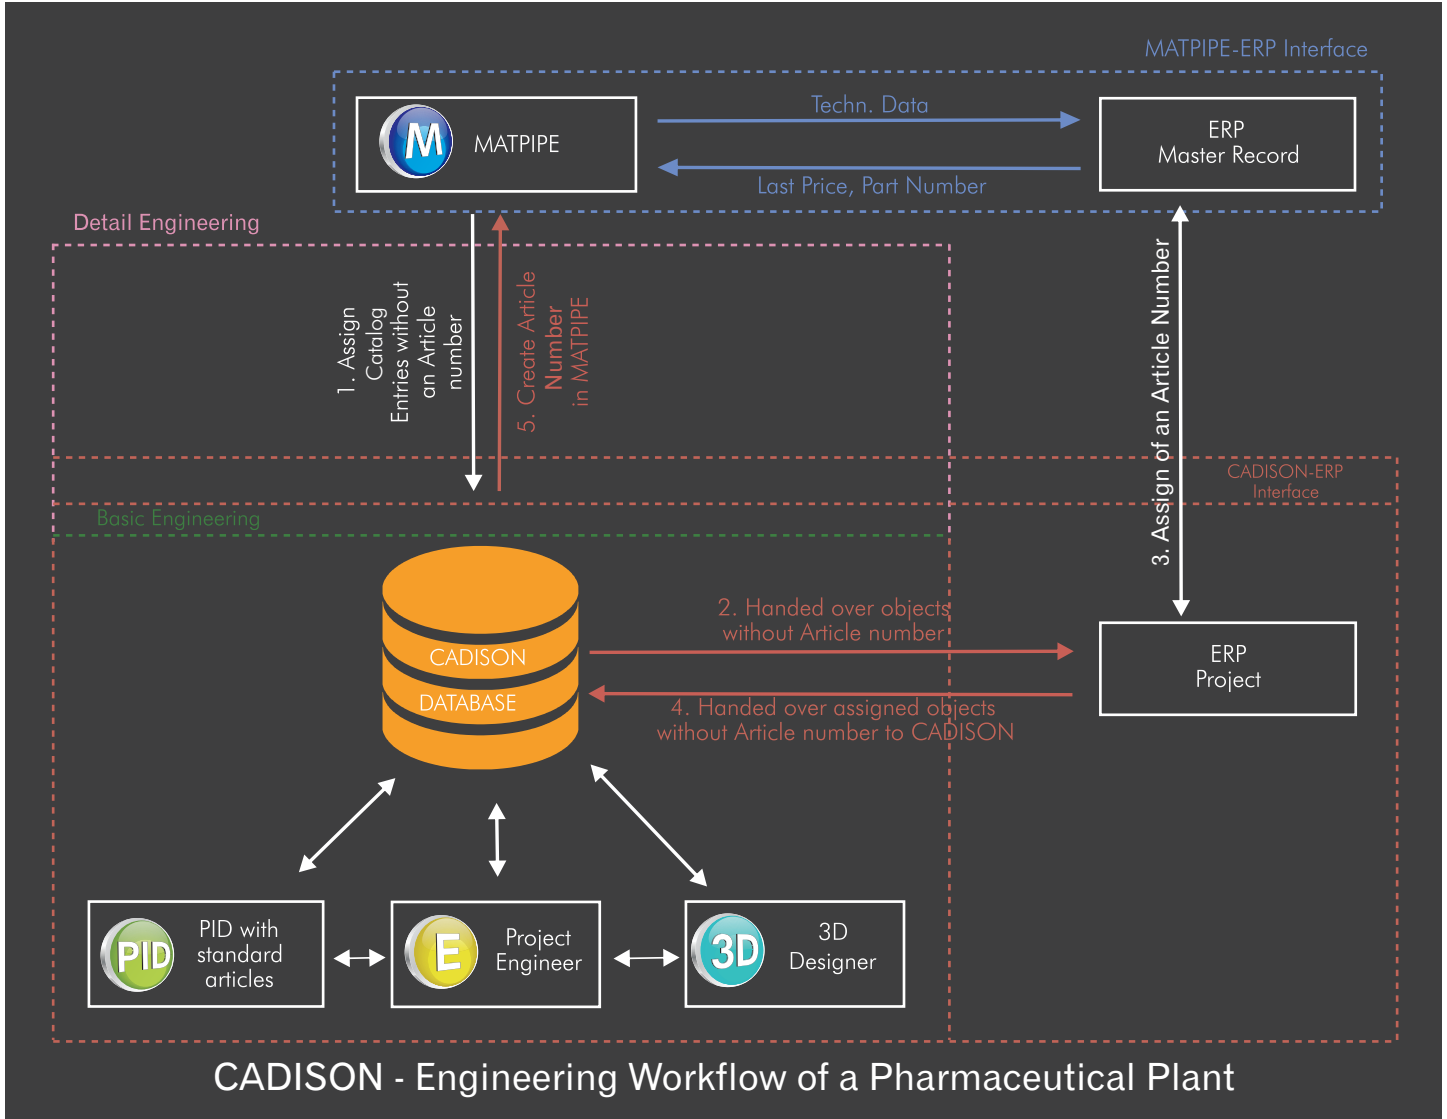 MATPIPE-ERP Interface
M
MATPIPE
Techn. Data
Last Price, Part Number
ERP
Master Record
Detail Engineering
1. Assign
Catalog
Entries without
an Article
number
5. Create Article
Number
in MATPIPE
3. Assign of an Article Number
CADISON-ERP
Interface
Basic Engineering
CADISON
DATABASE
2. Handed over objects
without Article number
4. Handed over assigned objects
without Article number to CADISON
ERP
Project
PID
PID with
standard
articles
E
Project
Engineer
3D
3D
Designer
CADISON - Engineering Workflow of a Pharmaceutical Plant